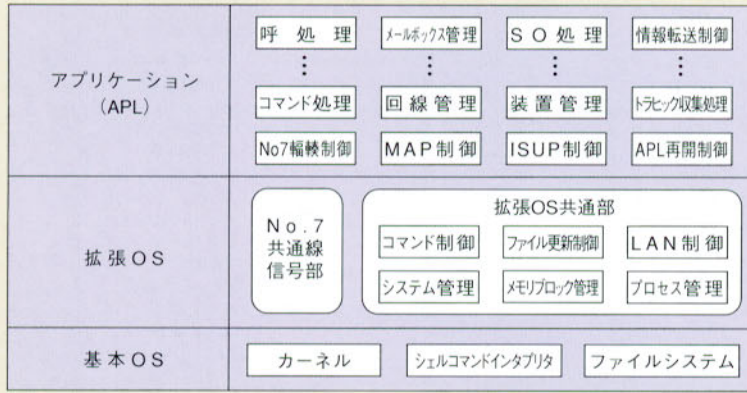 アプリケーション
(APL)
呼処理 メールボックス管理 SO処理 情報転送制御
コマンド処理 回線管理 装置管理 トラヒック収集処理
No7輻輳制御 MAP制御 ISUP制御 APL再開制御
拡張OS
No.7
共通線
信号部
拡張OS共通部
コマンド制御 ファイル更新制御 LAN制御
システム管理 メモリブロック管理 プロセス管理
基本OS
カーネル シェルコマンドインタプリタ ファイルシステム